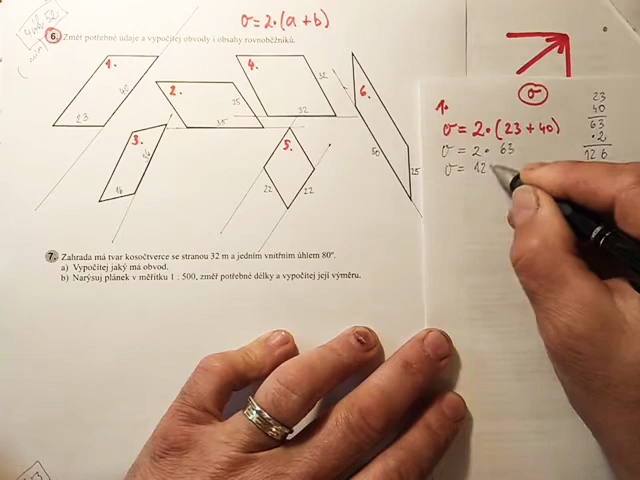 σ = 2·(a+b)
6. Změř potřebné údaje a vypočítej obvody i obsahy rovnoběžníků.
1.
40
23
2.
25
35
3.
16
4.
32
32
5.
22
22
6.
50
25
7. Zahrada má tvar kosočtverce se stranou 32 m a jedním vnitřním úhlem 80°.
a) Vypočítej jaký má obvod.
b) Narýsuj plánek v měřítku 1 : 500, změř potřebné délky a vypočítej její výměru.
σ
1.
σ = 2·(23+40)
σ = 2· 63
σ = 12
23
40
63
·2
126